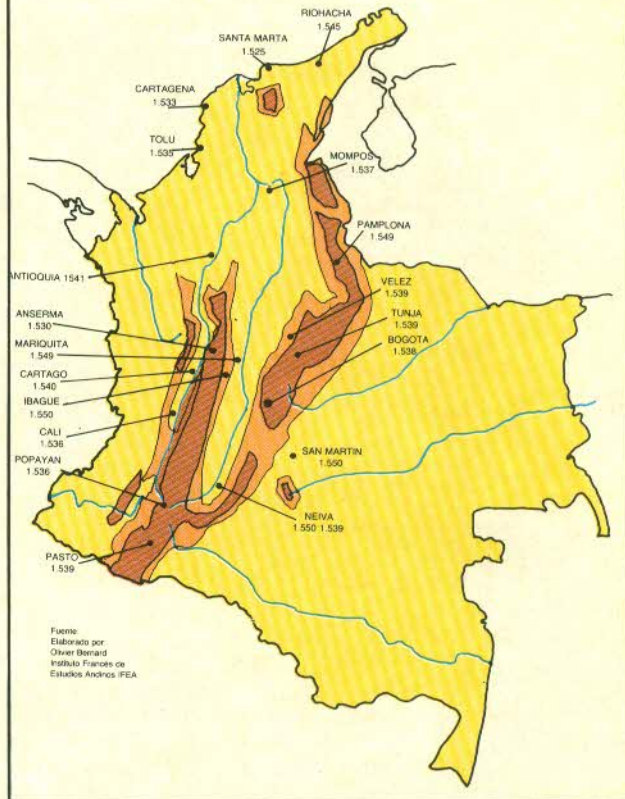 RIOHACHA
1.545
SANTA MARTA
1.525
CARTAGENA
1.533
TOLU
1.535
MOMPOS
1.537
PAMPLONA
1.549
ANTIOQUIA 1541
VELEZ
1.539
ANSERMA
1.530
TUNJA
1.539
MARIQUITA
1.549
BOGOTA
1.538
CARTAGO
1.540
IBAGUE
1.550
CALI
1.536
SAN MARTIN
1.550
POPAYAN
1.536
NEIVA
1.550 1.539
PASTO
1.539
Fuente:
Elaborado por
Olivier Bernard
Instituto Francés de
Estudios Andinos IFEA